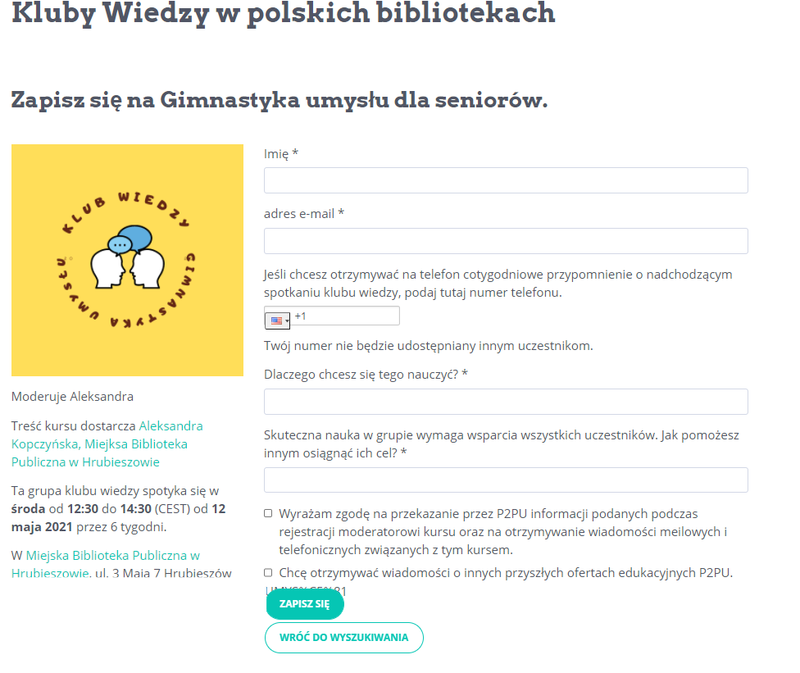 Kluby Wiedzy w polskich bibliotekach
Zapisz się na Gimnastyka umysłu dla seniorów.
KLUB WIEDZY
GIMNASTYKA UMYSŁU
Moderuje Aleksandra
Treść kursu dostarcza Aleksandra
Kopczyńska, Miejksa Biblioteka
Publiczna w Hrubieszowie
Ta grupa klubu wiedzy spotyka się w
środa od 12:30 do 14:30 (CEST) od 12
maja 2021 przez 6 tygodni.
W Miejska Biblioteka Publiczna w
Hrubieszowie, ul. 3 Maja 7 Hrubieszów
Imię *
adres e-mail *
Jeśli chcesz otrzymywać na telefon cotygodniowe przypomnienie o nadchodzącym
spotkaniu klubu wiedzy, podaj tutaj numer telefonu.
+1
Twój numer nie będzie udostępniany innym uczestnikom.
Dlaczego chcesz się tego nauczyć? *
Skuteczna nauka w grupie wymaga wsparcia wszystkich uczestników. Jak pomożesz
innym osiągnąć ich cel? *
Wyrażam zgodę na przekazanie przez P2PU informacji podanych podczas
rejestracji moderatorowi kursu oraz na otrzymywanie wiadomości meilowych i
telefonicznych związanych z tym kursem.
Chcę otrzymywać wiadomości o innych przyszłych ofertach edukacyjnych P2PU.
ZAPISZ SIĘ
WRÓĆ DO WYSZUKIWANIA